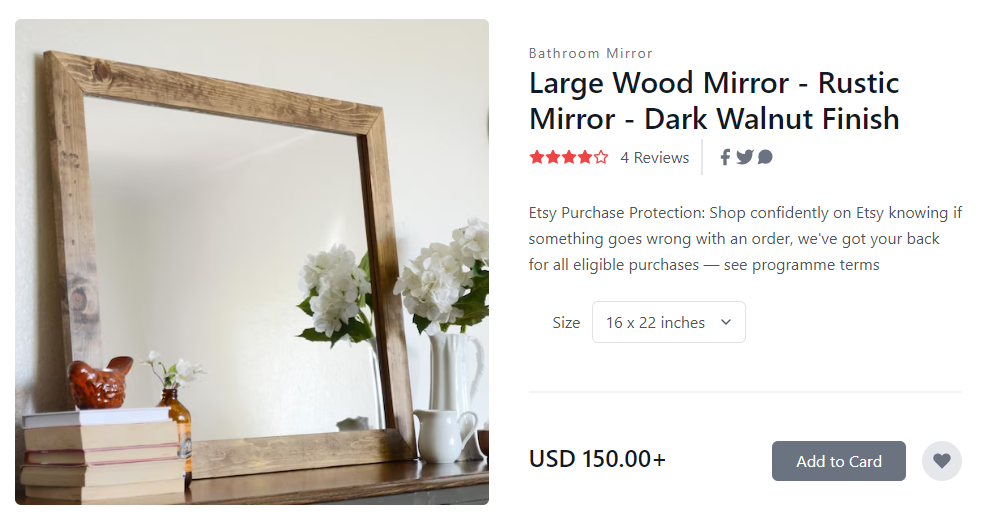 Bathroom Mirror
Large Wood Mirror - Rustic
Mirror - Dark Walnut Finish
4 Reviews
Etsy Purchase Protection: Shop confidently on Etsy knowing if
something goes wrong with an order, we've got your back
for all eligible purchases — see programme terms
Size
16 x 22 inches
USD 150.00+
Add to Card